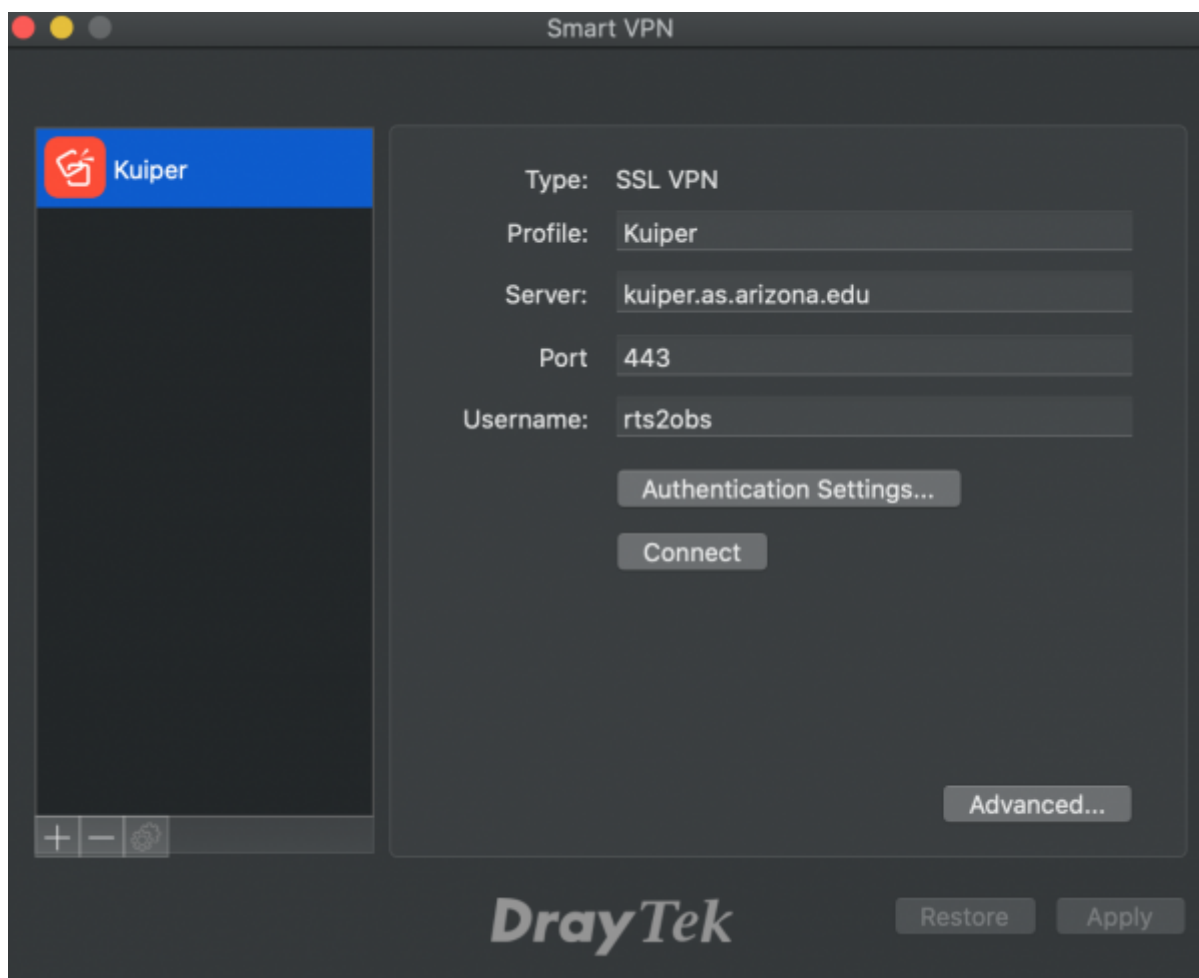 Smart VPN
Kuiper
Type: SSL VPN
Profile: Kuiper
Server: kuiper.as.arizona.edu
Port 443
Username: rts2obs
Authentication Settings...
Connect
Advanced...
DrayTek
Restore Apply